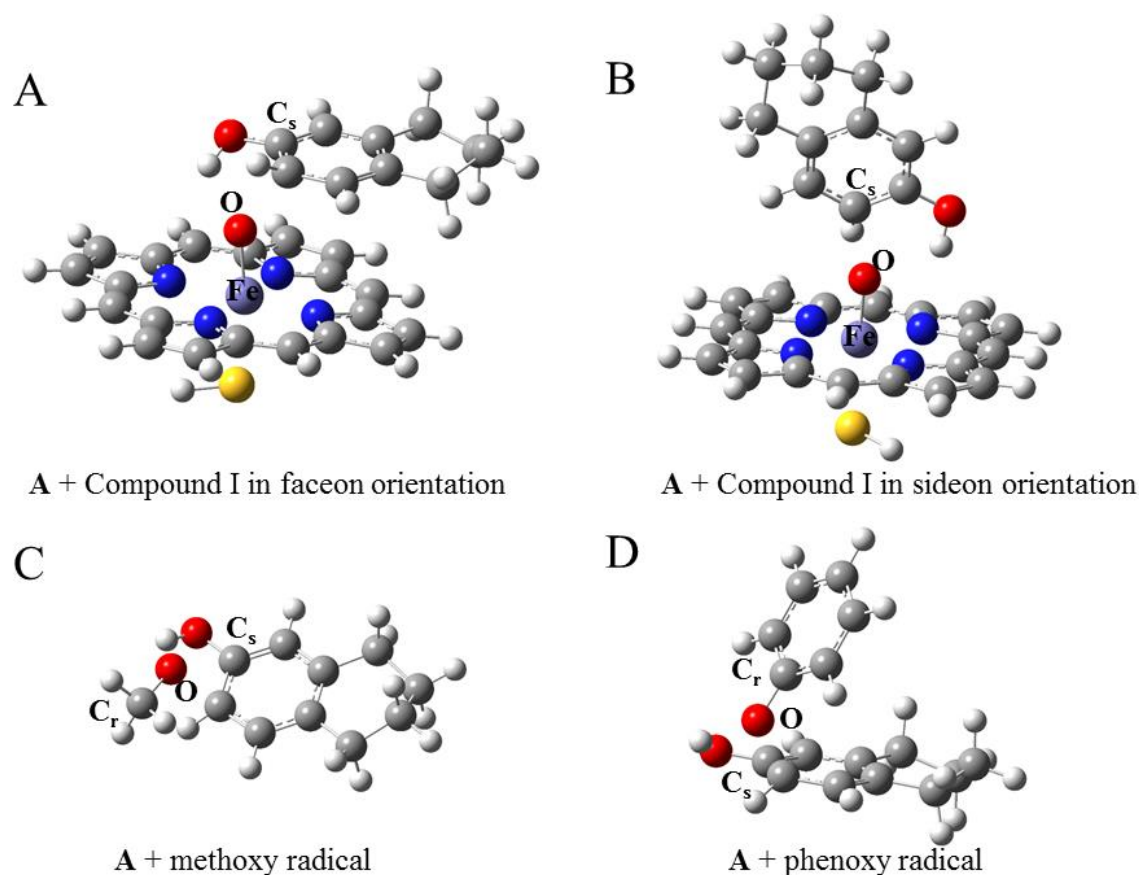 A
B
Cs
O
Fe
Cs
O
Fe
A + Compound I in faceon orientation
A + Compound I in sideon orientation
C
D
Cs
O
Cr
Cr
O
Cs
A + methoxy radical
A + phenoxy radical